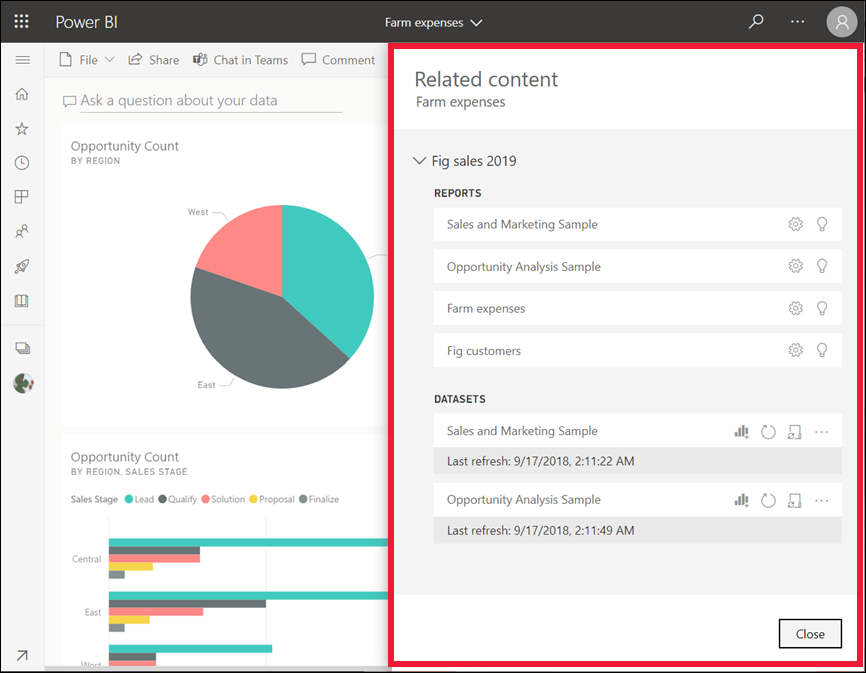 Power BI
Farm expenses
File
Share
Chat in Teams
Comment
Ask a question about your data
Opportunity Count
BY REGION
West
East
Opportunity Count
BY REGION, SALES STAGE
Sales Stage Lead Qualify Solution Proposal Finalize
Central
East
West
Related content
Farm expenses
Fig sales 2019
REPORTS
Sales and Marketing Sample
Opportunity Analysis Sample
Farm expenses
Fig customers
DATASETS
Sales and Marketing Sample
Last refresh: 9/17/2018, 2:11:22 AM
Opportunity Analysis Sample
Last refresh: 9/17/2018, 2:11:49 AM
Close